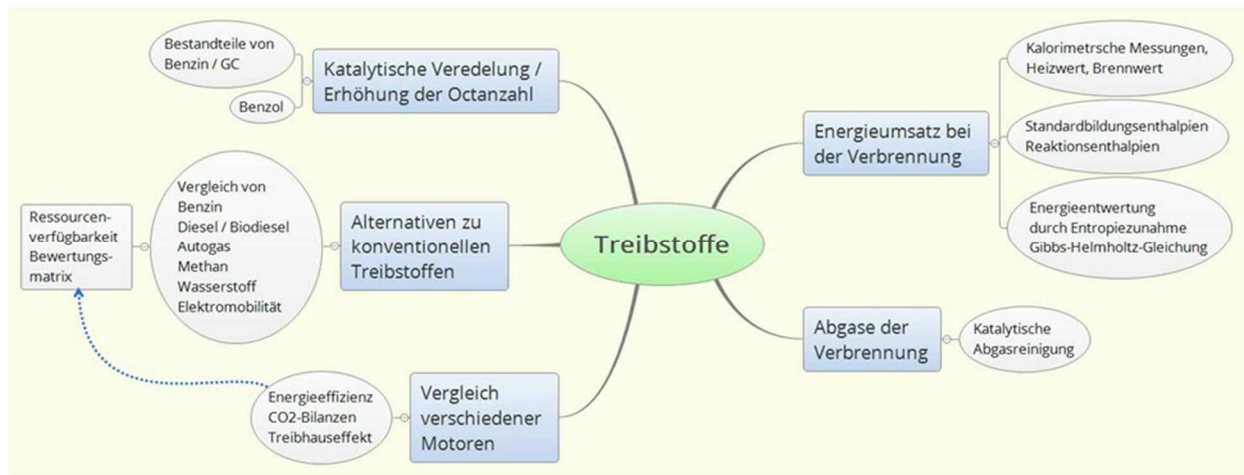 Bestandteile von
Benzin / GC
Benzol
Katalytische Veredelung /
Erhöhung der Octanzahl
Ressourcen-
verfügbarkeit
Bewertungs-
matrix
Vergleich von
Benzin
Diesel / Biodiesel
Autogas
Methan
Wasserstoff
Elektromobilität
Alternativen zu
konventionellen
Treibstoffen
Energieeffizienz
CO2-Bilanzen
Treibhauseffekt
Vergleich
verschiedener
Motoren
Treibstoffe
Energieumsatz bei
der Verbrennung
Kalorimetrsche Messungen,
Heizwert, Brennwert
Standardbildungsenthalpien
Reaktionsenthalpien
Energieentwertung
durch Entropiezunahme
Gibbs-Helmholtz-Gleichung
Abgase der
Verbrennung
Katalytische
Abgasreinigung